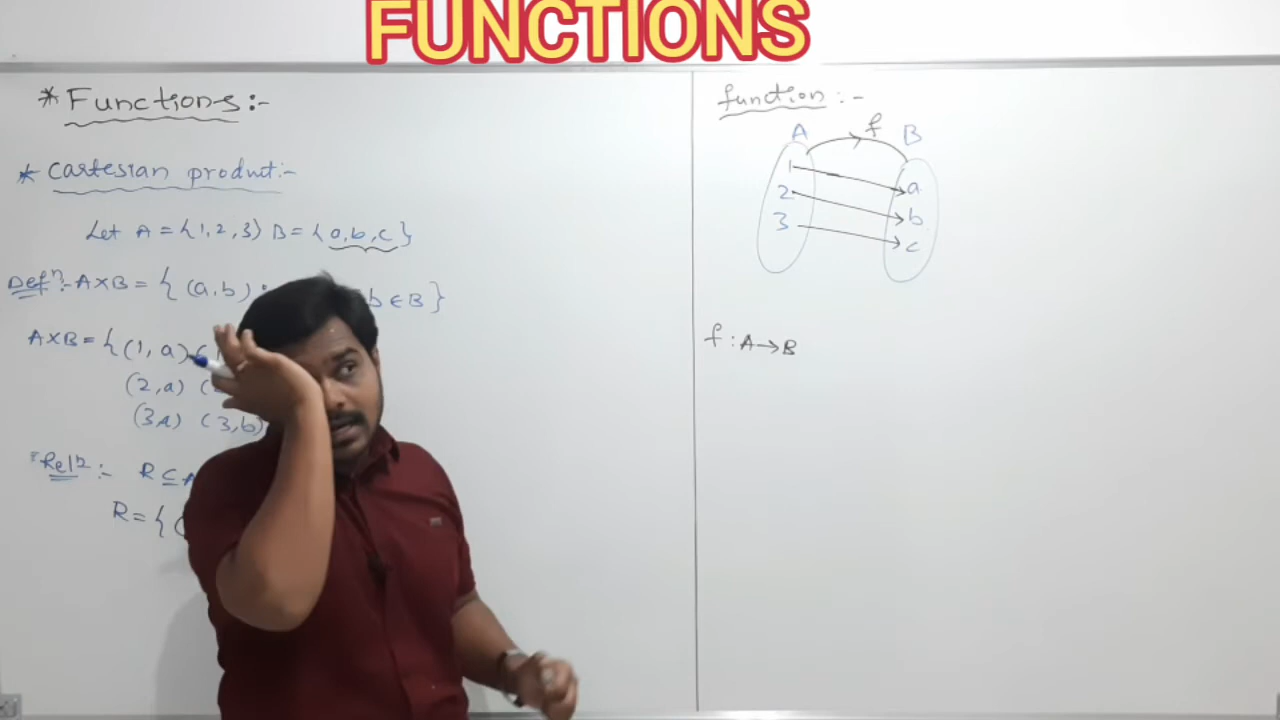 FUNCTIONS
* Functions:-
* Cartesian product:-
Let A = {1,2,3} B = {a,b,c}
Defⁿ:- A×B = { (a,b) : b ∈ B }
A×B = { (1,a)
(2,a) (
(3,a) (3,b)
*Relⁿ:- R ⊆ A
R = { (
function:-
A f B
1 a
2 b
3 c
f : A → B